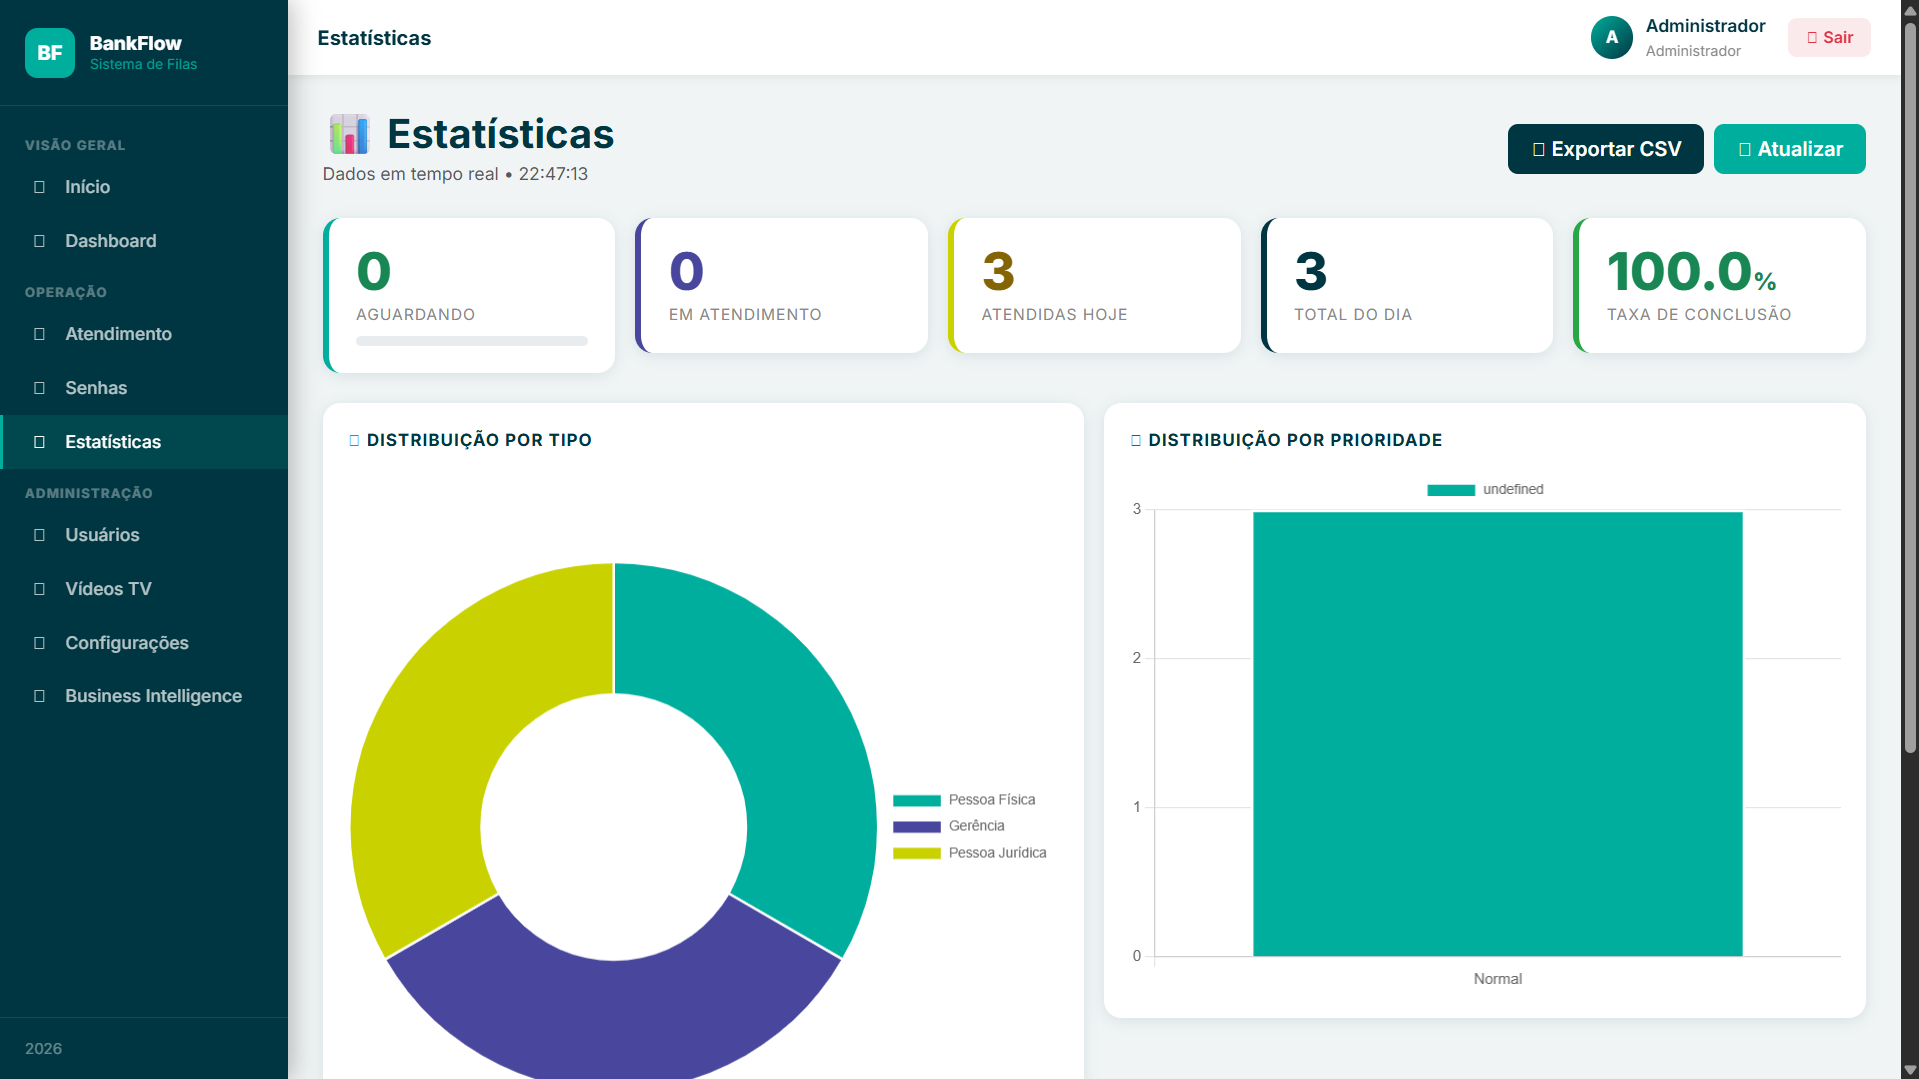 BF
BankFlow
Sistema de Filas
VISÃO GERAL
Início
Dashboard
OPERAÇÃO
Atendimento
Senhas
Estatísticas
ADMINISTRAÇÃO
Usuários
Vídeos TV
Configurações
Business Intelligence
2026
Estatísticas
A
Administrador
Administrador
Sair
Estatísticas
Dados em tempo real • 22:47:13
Exportar CSV
Atualizar
0
AGUARDANDO
0
EM ATENDIMENTO
3
ATENDIDAS HOJE
3
TOTAL DO DIA
100.0%
TAXA DE CONCLUSÃO
DISTRIBUIÇÃO POR TIPO
Pessoa Física
Gerência
Pessoa Jurídica
DISTRIBUIÇÃO POR PRIORIDADE
undefined
3
2
1
0
Normal